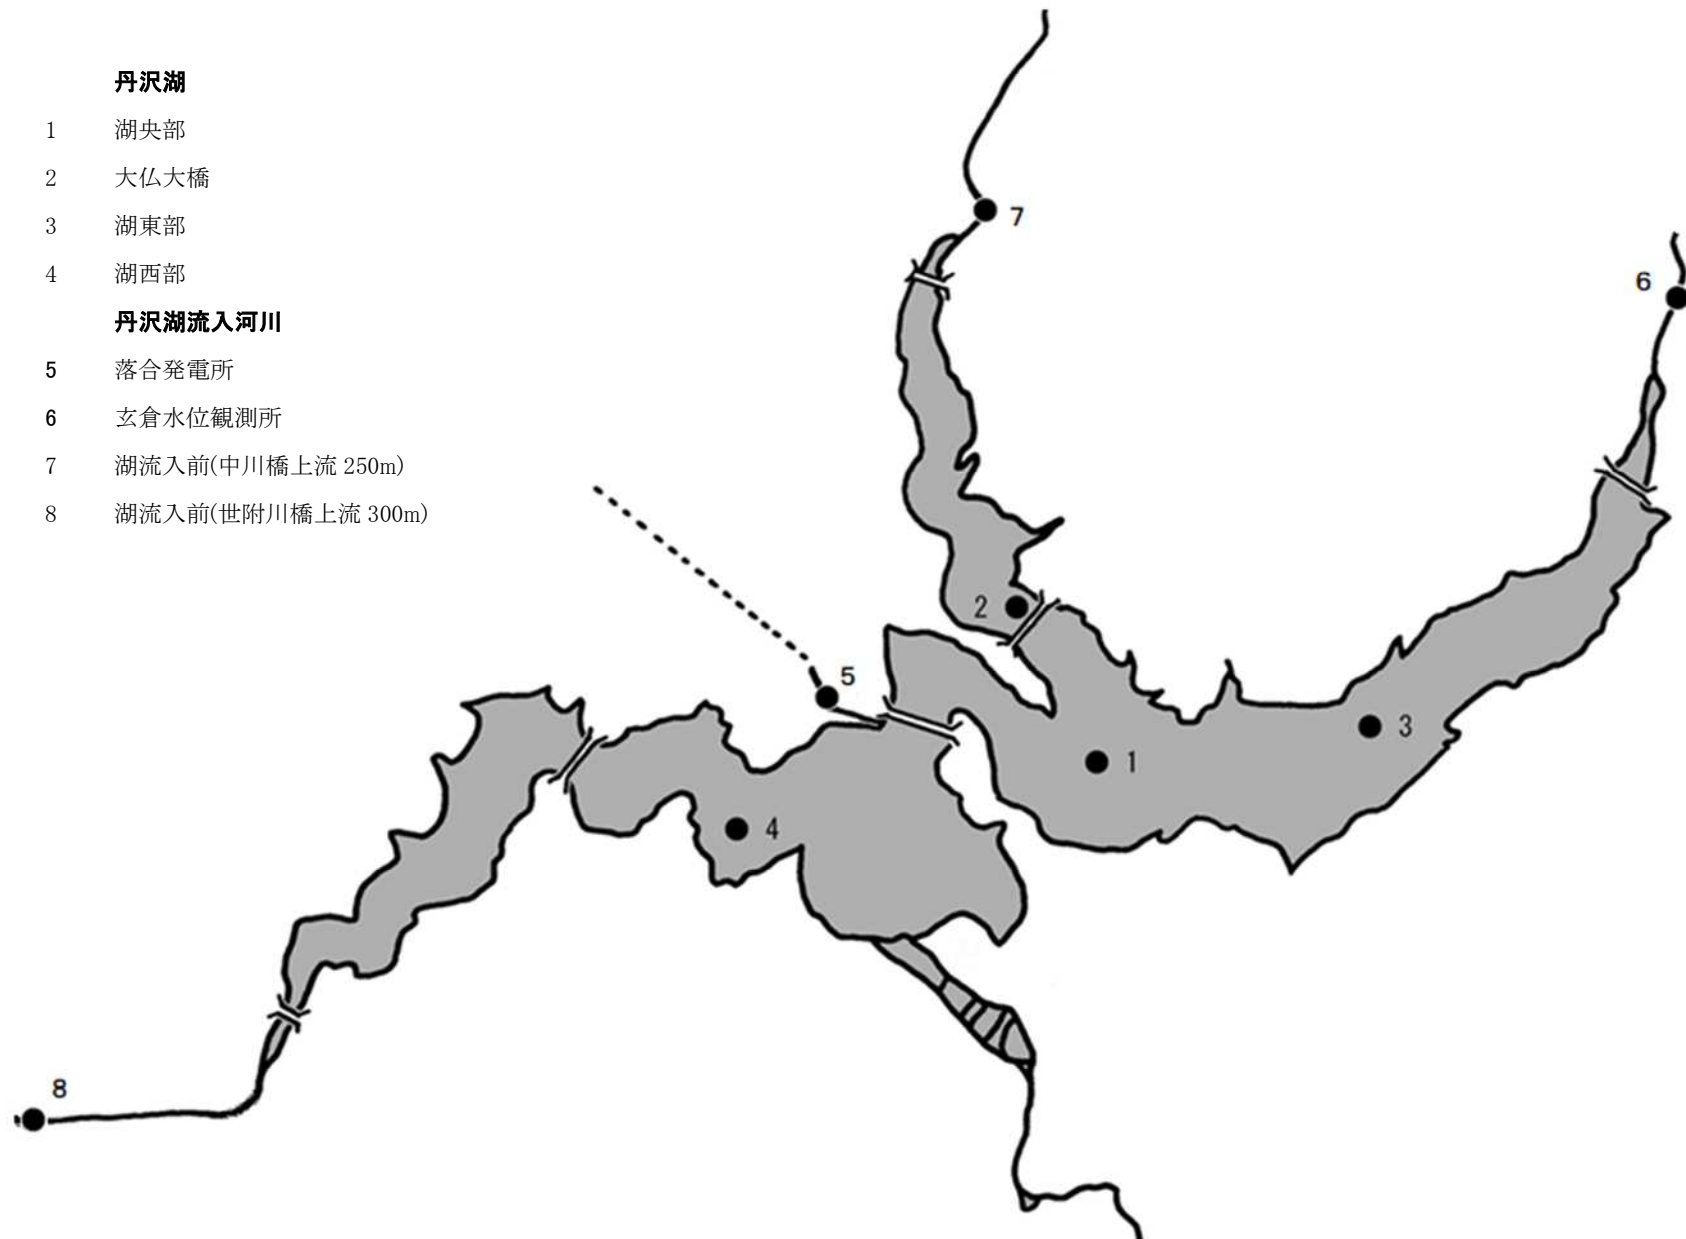 丹沢湖
1 湖央部
2 大仏大橋
3 湖東部
4 湖西部
丹沢湖流入河川
5 落合発電所
6 玄倉水位観測所
7 湖流入前(中川橋上流 250m)
8 湖流入前(世附川橋上流 300m)
7
6
2
5
3
1
4
8